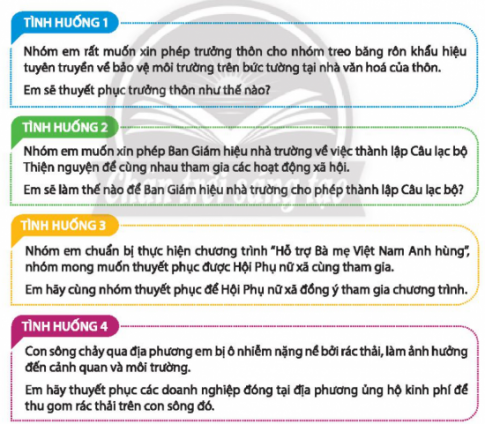 TÌNH HUỐNG 1
Nhóm em rất muốn xin phép trưởng thôn cho nhóm treo băng rôn khẩu hiệu
tuyên truyền về bảo vệ môi trường trên bức tường tại nhà văn hoá của thôn.
Em sẽ thuyết phục trưởng thôn như thế nào?
TÌNH HUỐNG 2
Nhóm em muốn xin phép Ban Giám hiệu nhà trường về việc thành lập Câu lạc bộ
Thiện nguyện để cùng nhau tham gia các hoạt động xã hội.
Em sẽ làm thế nào để Ban Giám hiệu nhà trường cho phép thành lập Câu lạc bộ?
Chân trời sáng tạo
TÌNH HUỐNG 3
Nhóm em chuẩn bị thực hiện chương trình "Hỗ trợ Bà mẹ Việt Nam Anh hùng",
nhóm mong muốn thuyết phục được Hội Phụ nữ xã cùng tham gia.
Em hãy cùng nhóm thuyết phục để Hội Phụ nữ xã đồng ý tham gia chương trình.
TÌNH HUỐNG 4
Con sông chảy qua địa phương em bị ô nhiễm nặng nề bởi rác thải, làm ảnh hưởng
đến cảnh quan và môi trường.
Em hãy thuyết phục các doanh nghiệp đóng tại địa phương ủng hộ kinh phí để
thu gom rác thải trên con sông đó.